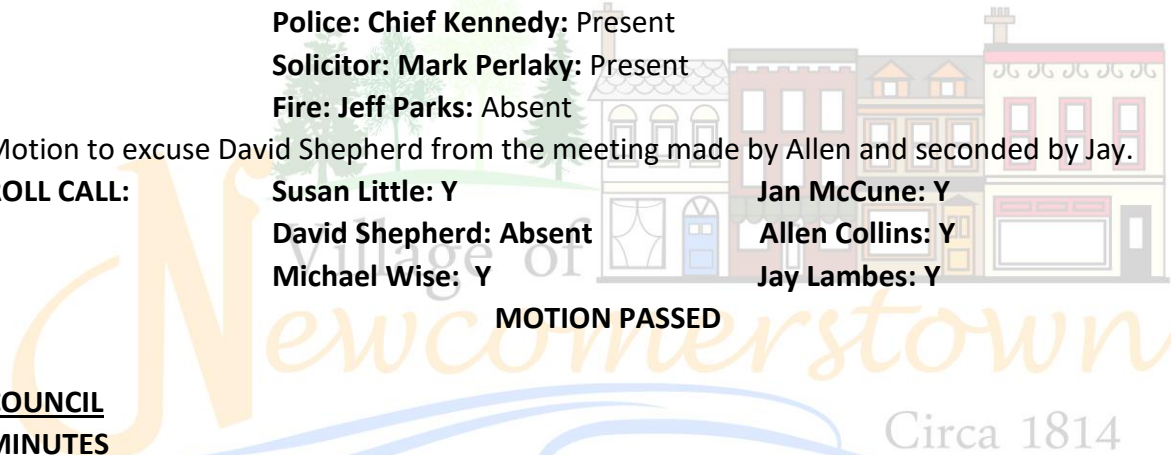 Police: Chief Kennedy: Present
Solicitor: Mark Perlaky: Present
Fire: Jeff Parks: Absent
Motion to excuse David Shepherd from the meeting made by Allen and seconded by Jay.
ROLL CALL: Susan Little: Y Jan McCune: Y
David Shepherd: Absent Allen Collins: Y
Village of
Michael Wise: Y Jay Lambes: Y
MOTION PASSED
Newcomerstown
COUNCIL
Circa 1814
MINUTES